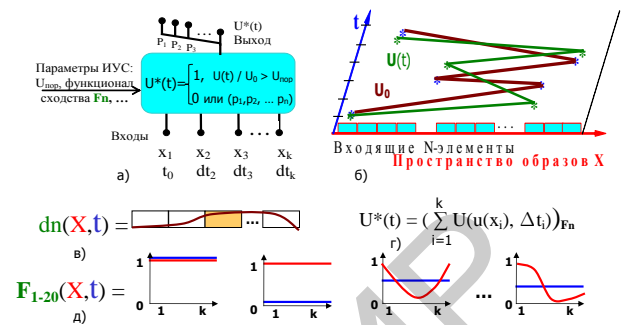 U*(t)
Выход
P1 P2 P3
Параметры ИУС:
Uпор, функционал
сходства Fn, ...
U*(t)= 1, U(t) / U0 > Uпор
0 или (p1,p2, ... pn)
Входы
x1 x2 x3 ... xk
t0 dt2 dt3 dtk
а)
t
U(t)
U0
...
Входящие N-элементы
Пространство образов X
б)
dn(X,t) = ...
в)
U*(t) = ( k ∑ i=1 U(u(xi), Δti))Fn
г)
F1-20(X,t) =
1 0 1 k
1 0 1 k
1 0 1 k
...
1 0 1 k
д)